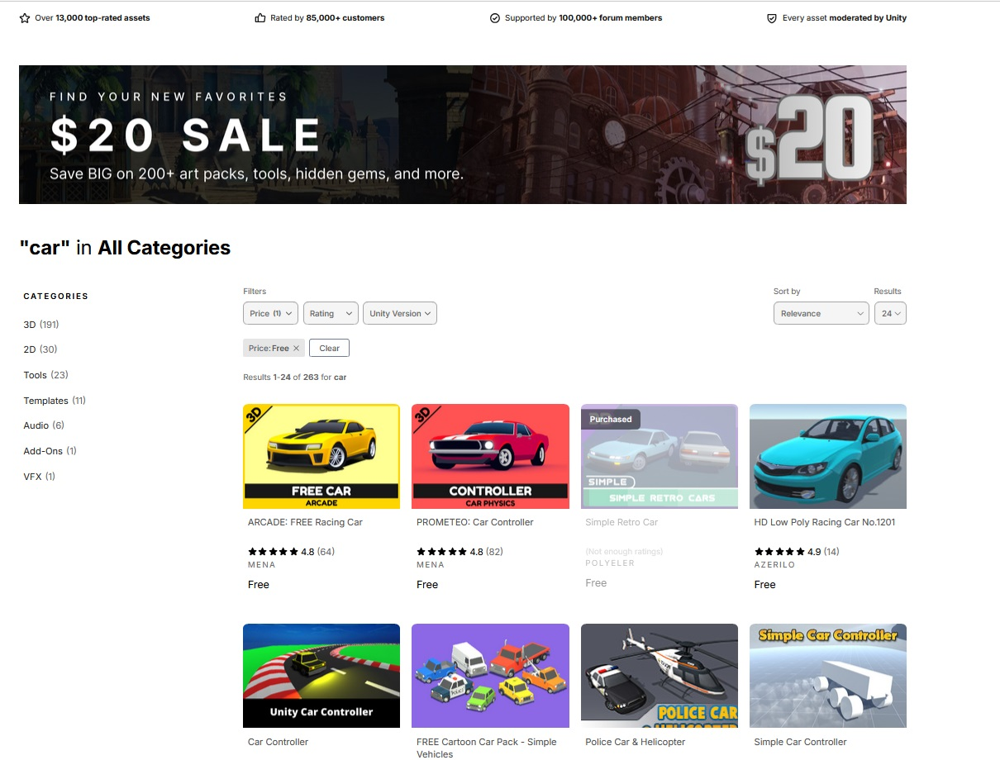 Over 13,000 top-rated assets
Rated by 85,000+ customers
Supported by 100,000+ forum members
Every asset moderated by Unity
FIND YOUR NEW FAVORITES
$20 SALE
Save BIG on 200+ art packs, tools, hidden gems, and more.
$20
"car" in All Categories
CATEGORIES
3D (191)
2D (30)
Tools (23)
Templates (11)
Audio (6)
Add-Ons (1)
VFX (1)
Filters
Price (1)
Rating
Unity Version
Sort by
Relevance
Results
24
Price: Free
Clear
Results 1-24 of 263 for car
3D
FREE CAR
ARCADE
ARCADE: FREE Racing Car
4.8 (64)
MENA
Free
3D
CONTROLLER
CAR PHYSICS
PROMETEO: Car Controller
4.8 (82)
MENA
Free
Purchased
SIMPLE
SIMPLE RETRO CARS
Simple Retro Car
(Not enough ratings)
POLYELER
Free
HD Low Poly Racing Car No.1201
4.9 (14)
AZERILO
Free
Unity Car Controller
Car Controller
POLICE
FREE Cartoon Car Pack - Simple
Vehicles
POLICE CAR
& HELICOPTER
Police Car & Helicopter
Simple Car Controller
Simple Car Controller